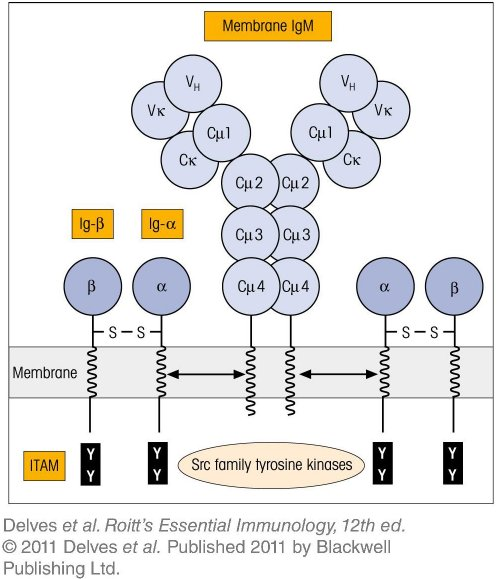 Membrane IgM
VH VH
Vκ Vκ
Cμ1 Cμ1
Cκ Cκ
Cμ2 Cμ2
Ig-β Ig-α
Cμ3 Cμ3
β α Cμ4 Cμ4 α β
S S S S
Membrane
ITAM
Y Y Y Y
Y Y Y Y
Src family tyrosine kinases
Delves et al. Roitt's Essential Immunology, 12th ed.
© 2011 Delves et al. Published 2011 by Blackwell
Publishing Ltd.